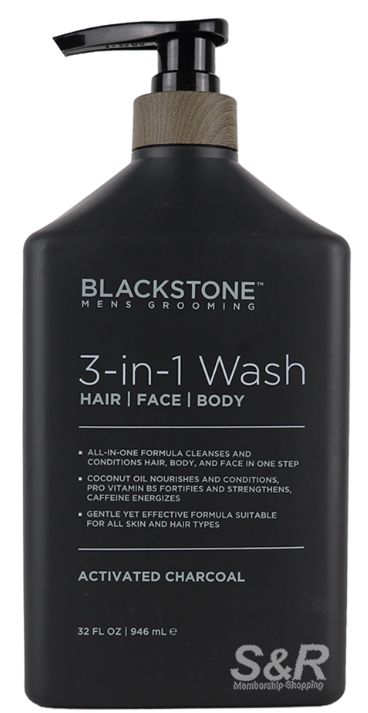 BLACKSTONE™
MENS GROOMING
3-in-1 Wash
HAIR | FACE | BODY
▪ ALL-IN-ONE FORMULA CLEANSES AND
CONDITIONS HAIR, BODY, AND FACE IN ONE STEP
▪ COCONUT OIL NOURISHES AND CONDITIONS,
PRO VITAMIN B5 FORTIFIES AND STRENGTHENS,
CAFFEINE ENERGIZES
▪ GENTLE YET EFFECTIVE FORMULA SUITABLE
FOR ALL SKIN AND HAIR TYPES
ACTIVATED CHARCOAL
32 FL OZ | 946 mL ℮
S&R
Membership Shopping